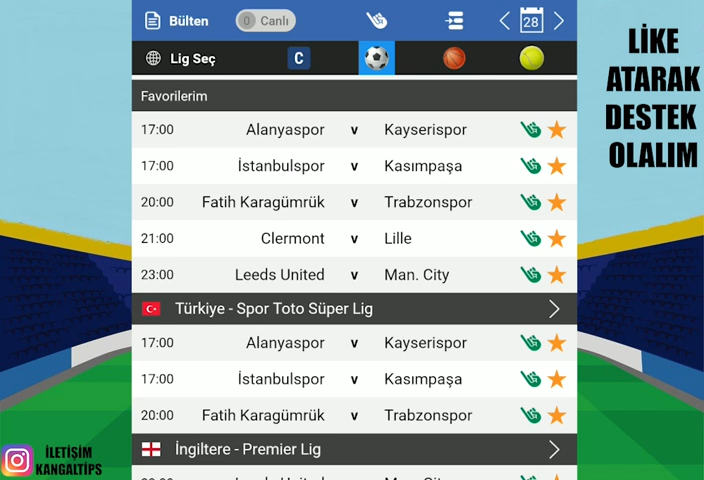 Bülten 0 Canlı 28
Lig Seç C
Favorilerim
17:00 Alanyaspor v Kayserispor
17:00 İstanbulspor v Kasımpaşa
20:00 Fatih Karagümrük v Trabzonspor
21:00 Clermont v Lille
23:00 Leeds United v Man. City
Türkiye - Spor Toto Süper Lig
17:00 Alanyaspor v Kayserispor
17:00 İstanbulspor v Kasımpaşa
20:00 Fatih Karagümrük v Trabzonspor
İngiltere - Premier Lig
LİKE
ATARAK
DESTEK
OLALIM
İLETİŞİM
KANGALTİPS